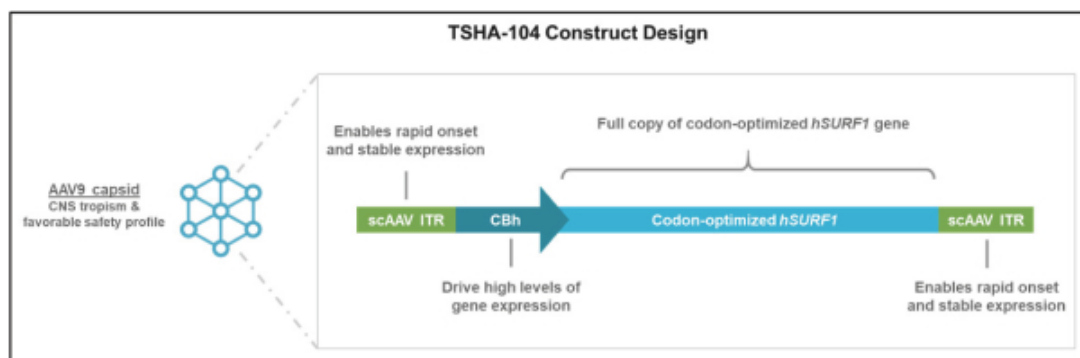 TSHA-104 Construct Design
Enables rapid onset
and stable expression
Full copy of codon-optimized hSURF1 gene
AAV9 capsid
CNS tropism &
favorable safety profile
scAAV ITR
CBh
Codon-optimized hSURF1
scAAV ITR
Drive high levels of
gene expression
Enables rapid onset
and stable expression